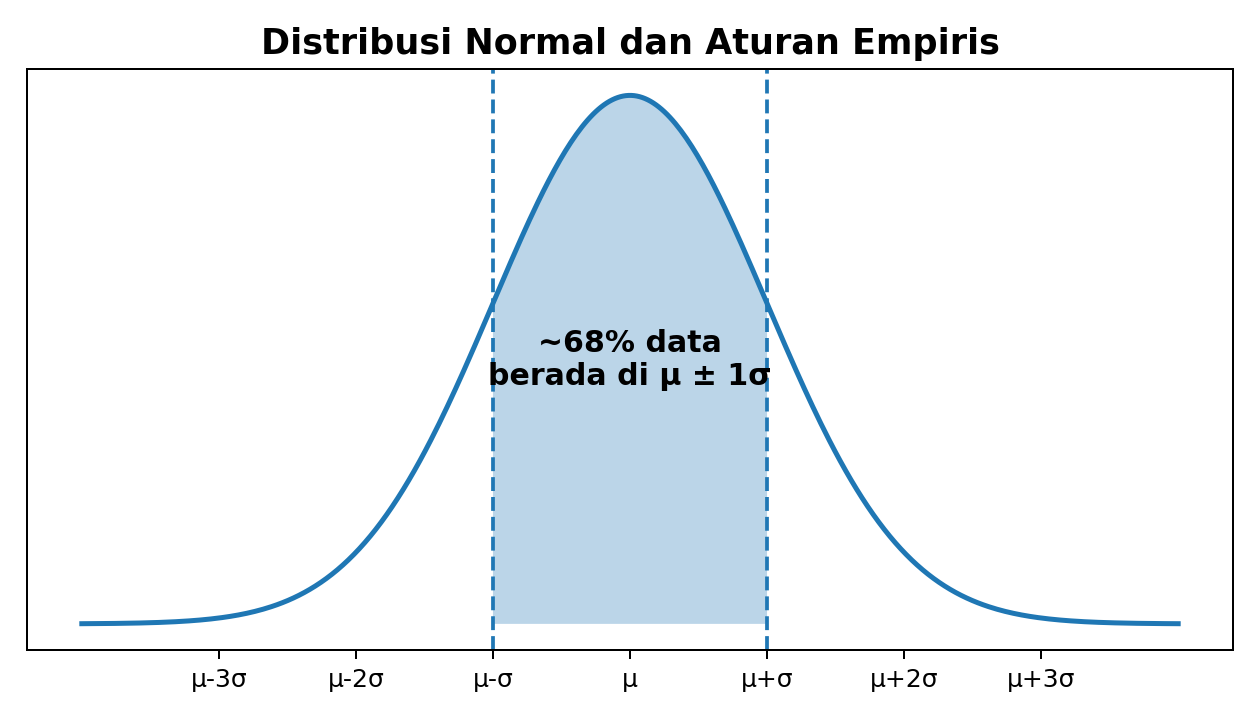 Distribusi Normal dan Aturan Empiris
~68% data
berada di μ ± 1σ
μ-3σ μ-2σ μ-σ μ μ+σ μ+2σ μ+3σ